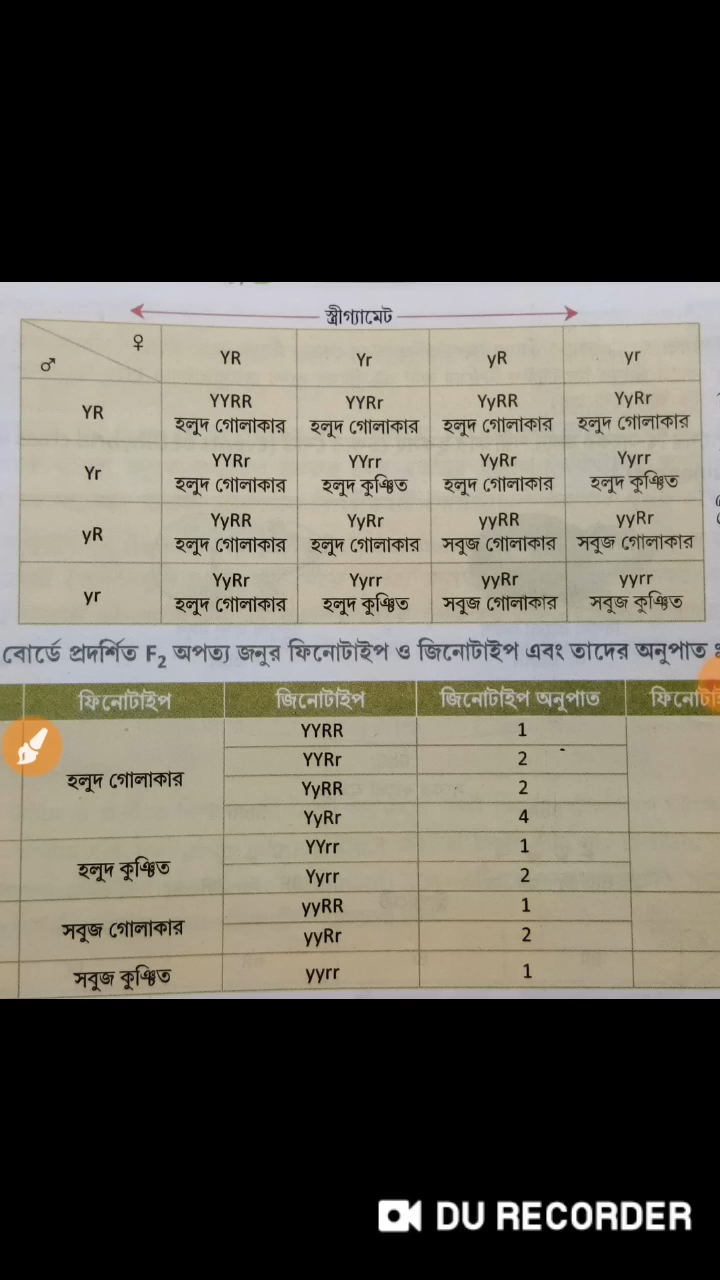 স্ত্রীগ্যামেট
♀
♂
YR Yr yR yr
YR
YYRR YYRr YyRR YyRr
হলুদ গোলাকার হলুদ গোলাকার হলুদ গোলাকার হলুদ গোলাকার
Yr
YYRr YYrr YyRr Yyrr
হলুদ গোলাকার হলুদ কুঞ্চিত হলুদ গোলাকার হলুদ কুঞ্চিত
yR
YyRR YyRr yyRR yyRr
হলুদ গোলাকার হলুদ গোলাকার সবুজ গোলাকার সবুজ গোলাকার
yr
YyRr Yyrr yyRr yyrr
হলুদ গোলাকার হলুদ কুঞ্চিত সবুজ গোলাকার সবুজ কুঞ্চিত
বোর্ডে প্রদর্শিত F₂ অপত্য জনুর ফিনোটাইপ ও জিনোটাইপ এবং তাদের অনুপাত
ফিনোটাইপ জিনোটাইপ জিনোটাইপ অনুপাত
YYRR 1
YYRr 2
হলুদ গোলাকার
YyRR 2
YyRr 4
YYrr 1
হলুদ কুঞ্চিত
Yyrr 2
yyRR 1
সবুজ গোলাকার
yyRr 2
সবুজ কুঞ্চিত yyrr 1
DU RECORDER